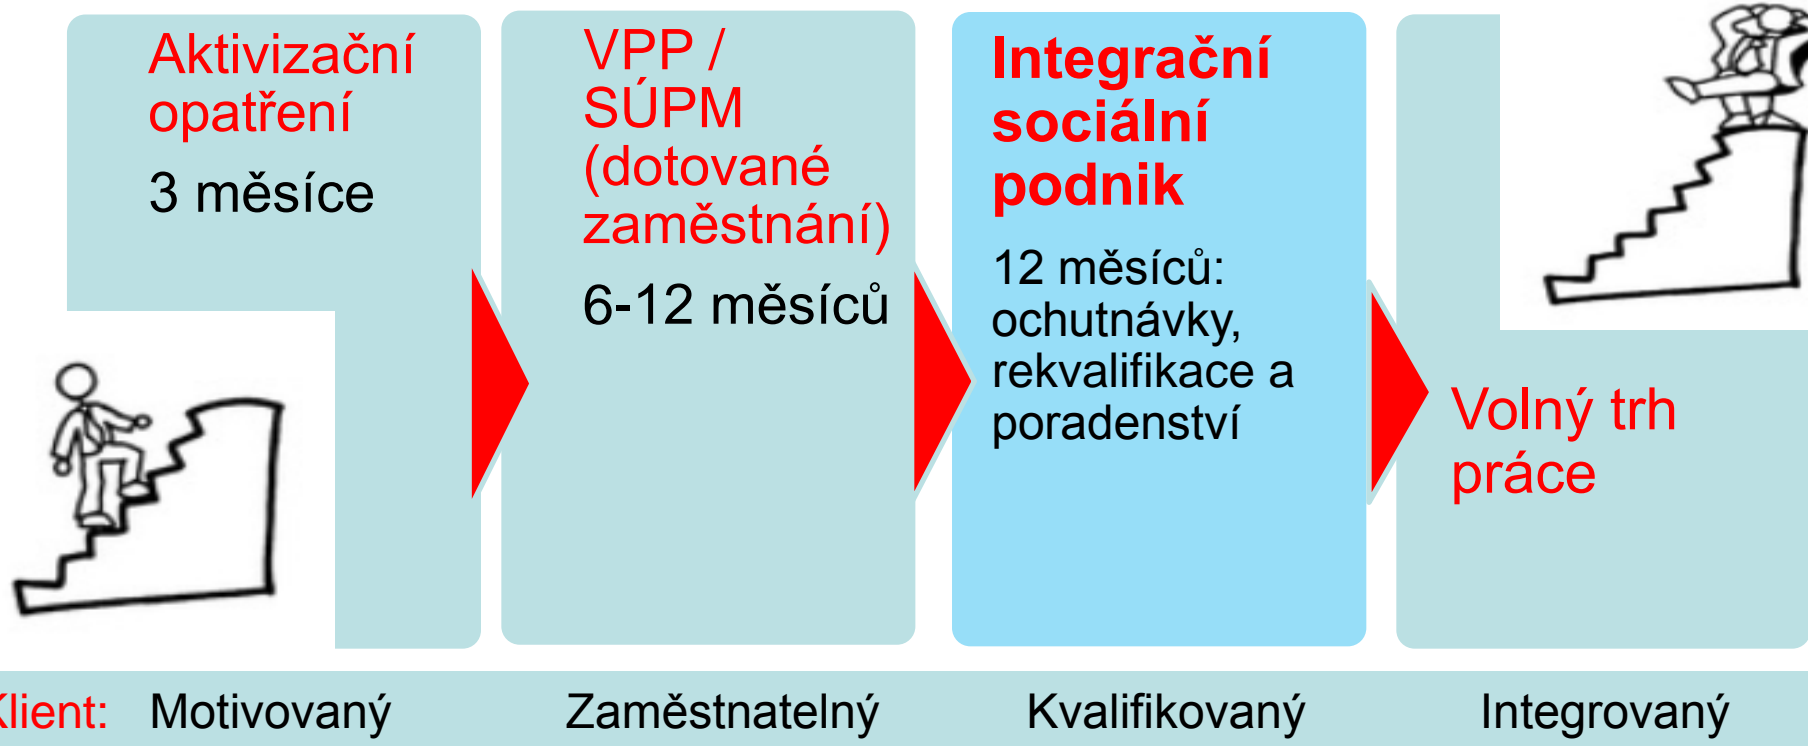 Aktivizační
opatření
3 měsíce
VPP /
SÚPM
(dotované
zaměstnání)
6-12 měsíců
Integrační
sociální
podnik
12 měsíců:
ochutnávky,
rekvalifikace a
poradenství
Volný trh
práce
Klient: Motivovaný Zaměstnatelný Kvalifikovaný Integrovaný